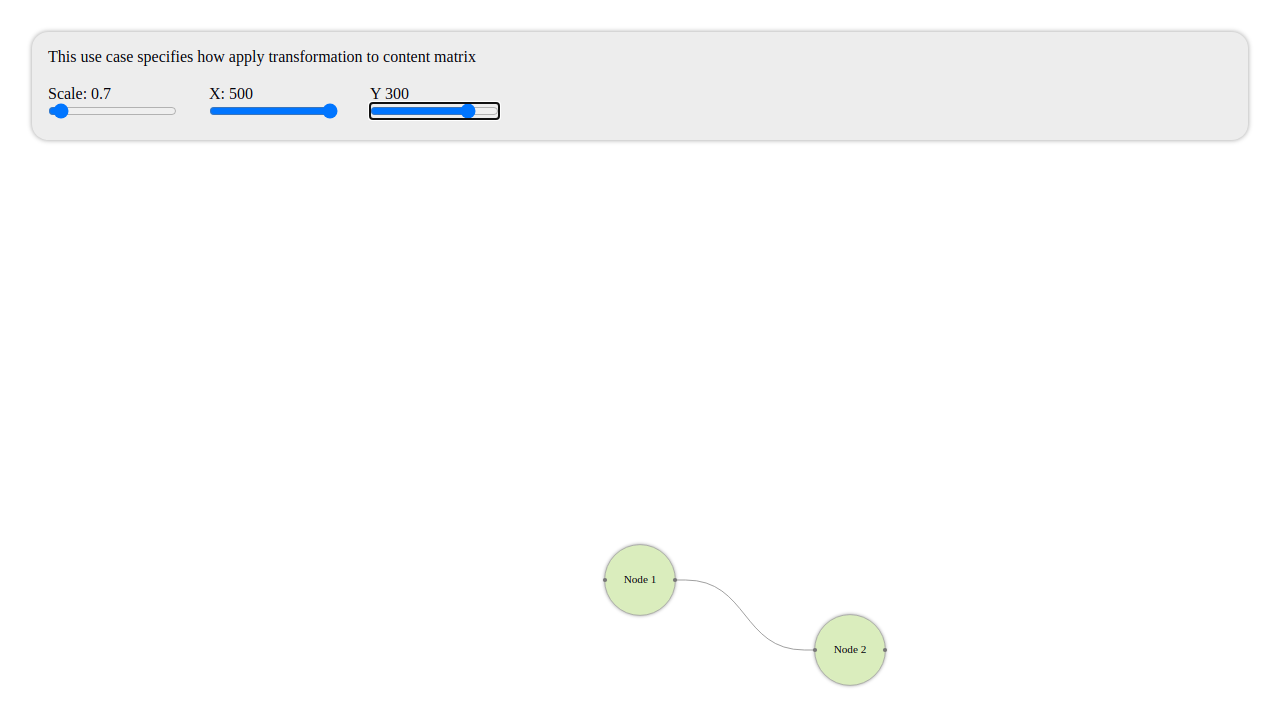 This use case specifies how apply transformation to content matrix
Scale: 0.7 X: 500 Y 300
Node 1
Node 2